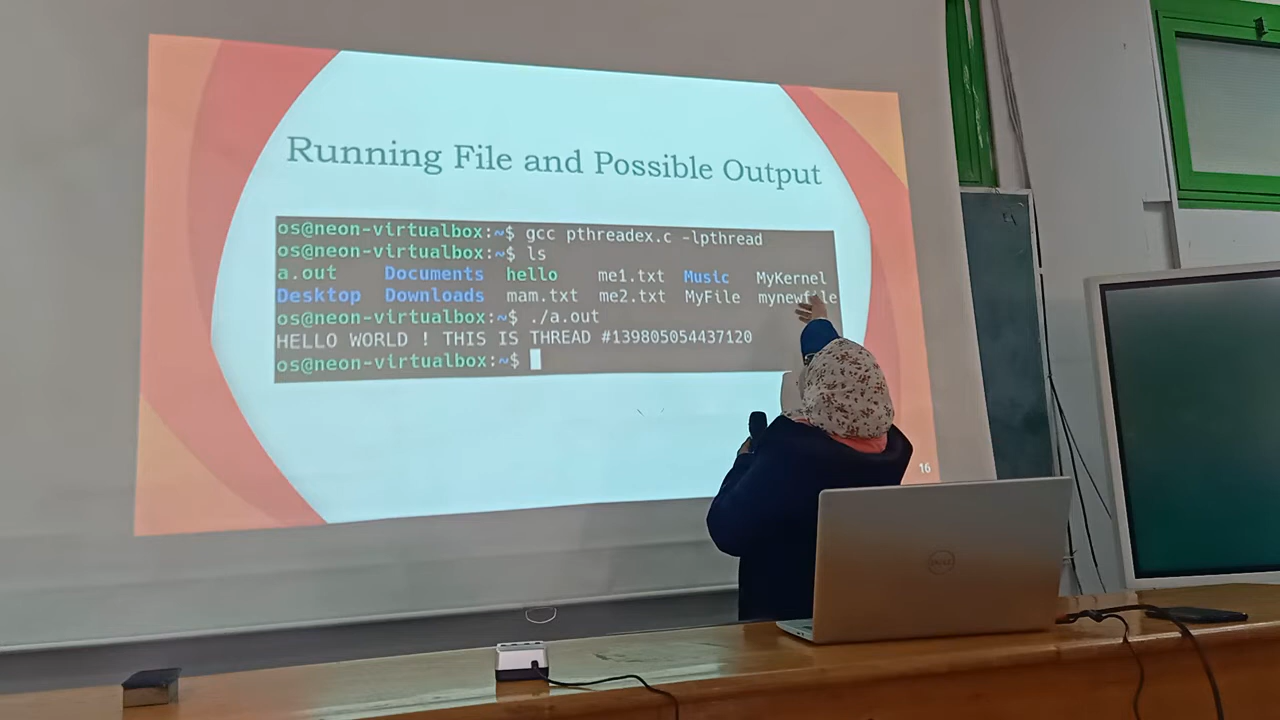 Running File and Possible Output
os@neon-virtualbox:~$ gcc pthreadex.c -lpthread
os@neon-virtualbox:~$ ls
a.out Documents hello me1.txt Music MyKernel
Desktop Downloads mam.txt me2.txt MyFile mynewfile
os@neon-virtualbox:~$ ./a.out
HELLO WORLD ! THIS IS THREAD #139805054437120
os@neon-virtualbox:~$
16
DELL